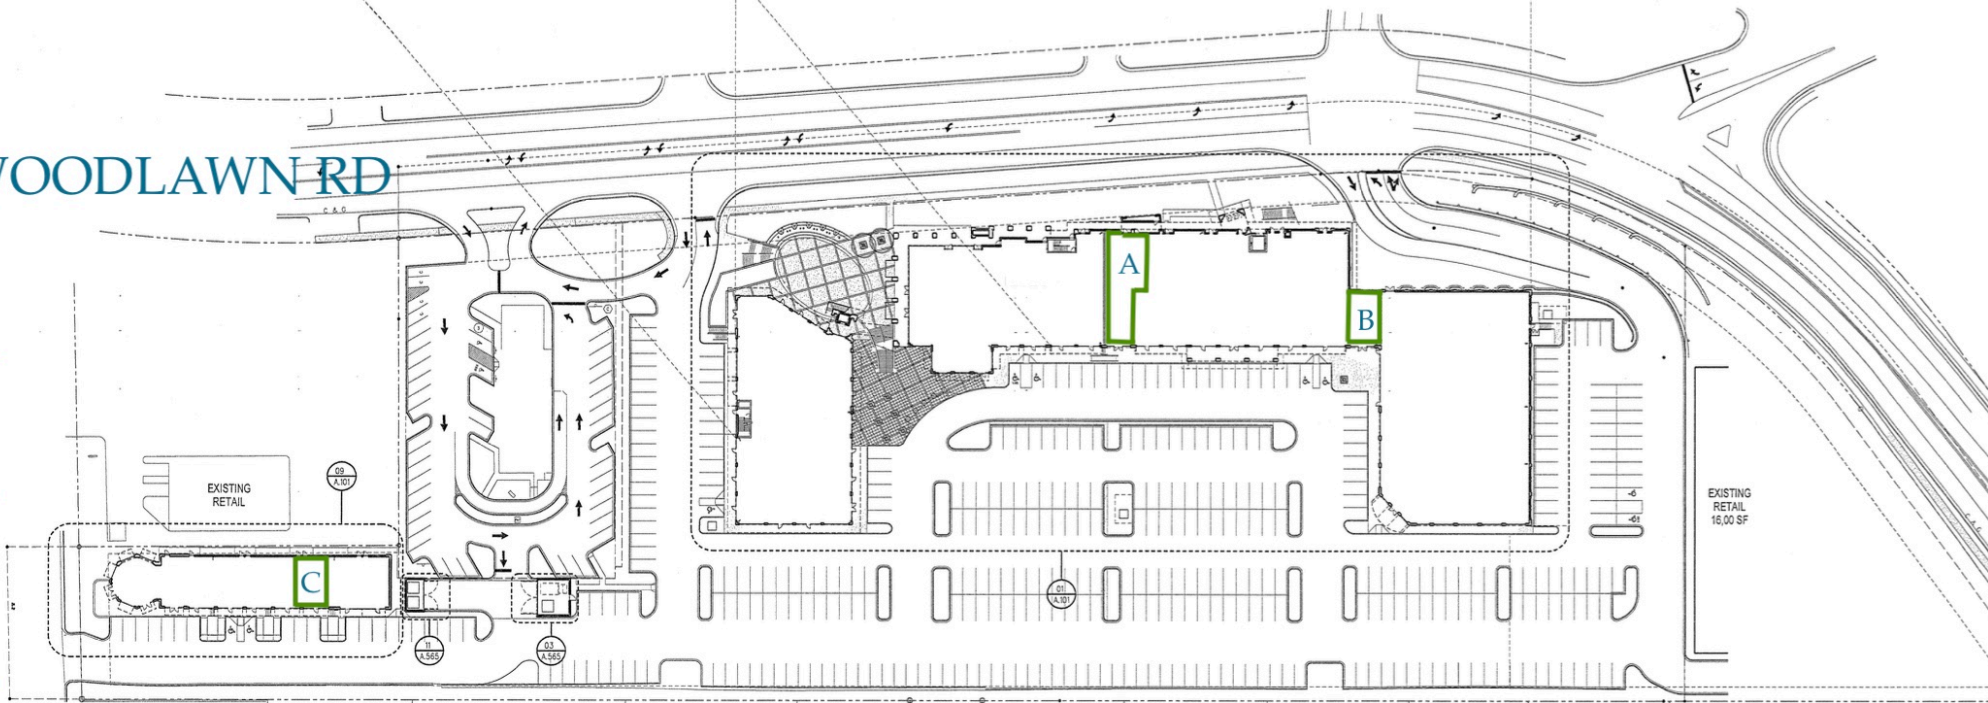 WOODLAWN RD
C & G
A
B
EXISTING
RETAIL
09
A.101
EXISTING
RETAIL
16,00 SF
C
01
A.101
11
A.565
03
A.565